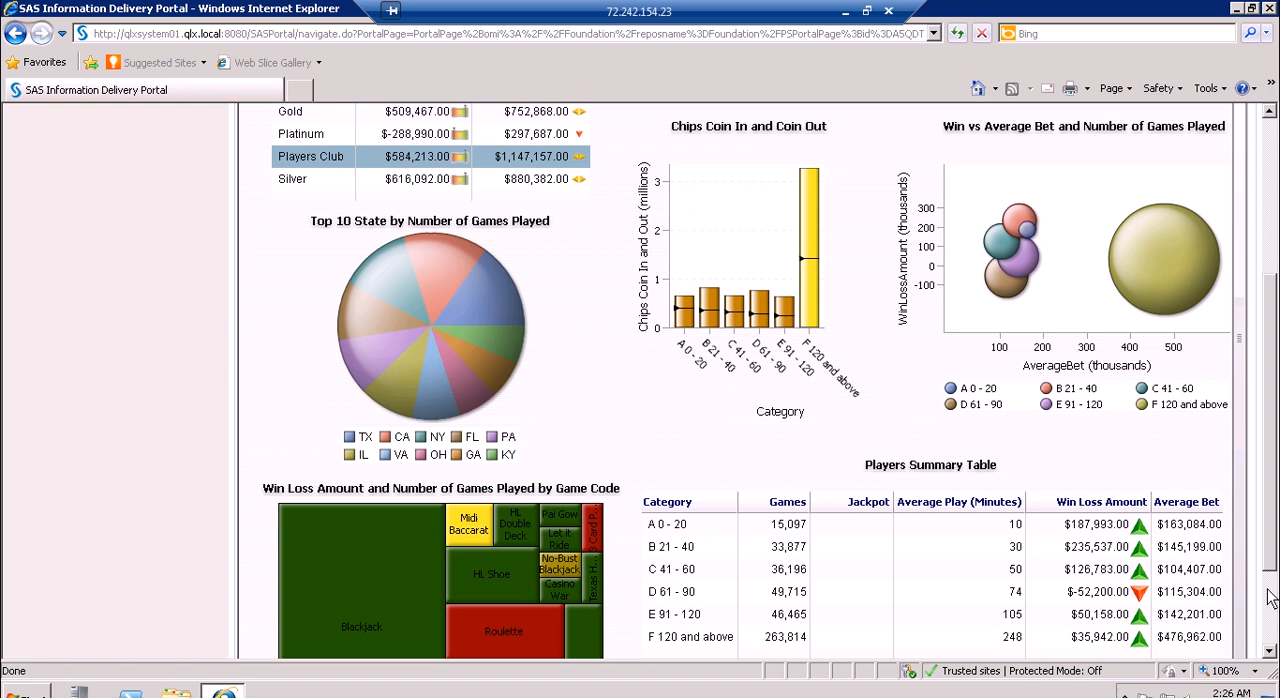 SAS Information Delivery Portal - Windows Internet Explorer
72.242.154.23
http://qlxsystem01.qlx.local:8080/SASPortal/navigate.do?PortalPage=PortalPage%2Bomi%3A%2F%2FFoundation%2Freposname%3DFoundation%2FPSPortalPage%3Bid%3DA5QDT
Bing
Favorites
Suggested Sites
Web Slice Gallery
SAS Information Delivery Portal
Page
Safety
Tools
Gold $509,467.00 $752,868.00
Platinum $-288,990.00 $297,687.00
Players Club $584,213.00 $1,147,157.00
Silver $616,092.00 $880,382.00
Top 10 State by Number of Games Played
TX CA NY FL PA
IL VA OH GA KY
Chips Coin In and Coin Out
Chips Coin In and Out (millions)
3
2
1
0
A 0 - 20
B 21 - 40
C 41 - 60
D 61 - 90
E 91 - 120
F 120 and above
Category
Win vs Average Bet and Number of Games Played
WinLossAmount (thousands)
300
200
100
0
-100
100 200 300 400 500
AverageBet (thousands)
A 0 - 20 B 21 - 40 C 41 - 60
D 61 - 90 E 91 - 120 F 120 and above
Win Loss Amount and Number of Games Played by Game Code
Blackjack
Midi
Baccarat
HL
Double
Deck
Pai Gow
Let it
Ride
3 Card P...
HL Shoe
No-Bust
Blackjack
Casino
War
Texas H...
Roulette
Players Summary Table
Category Games Jackpot Average Play (Minutes) Win Loss Amount Average Bet
A 0 - 20 15,097 10 $187,993.00 $163,084.00
B 21 - 40 33,877 30 $235,537.00 $145,199.00
C 41 - 60 36,196 50 $126,783.00 $104,407.00
D 61 - 90 49,715 74 $-52,200.00 $115,304.00
E 91 - 120 46,465 105 $50,158.00 $142,201.00
F 120 and above 263,814 248 $35,942.00 $476,962.00
Done
Trusted sites | Protected Mode: Off
100%
2:26 AM